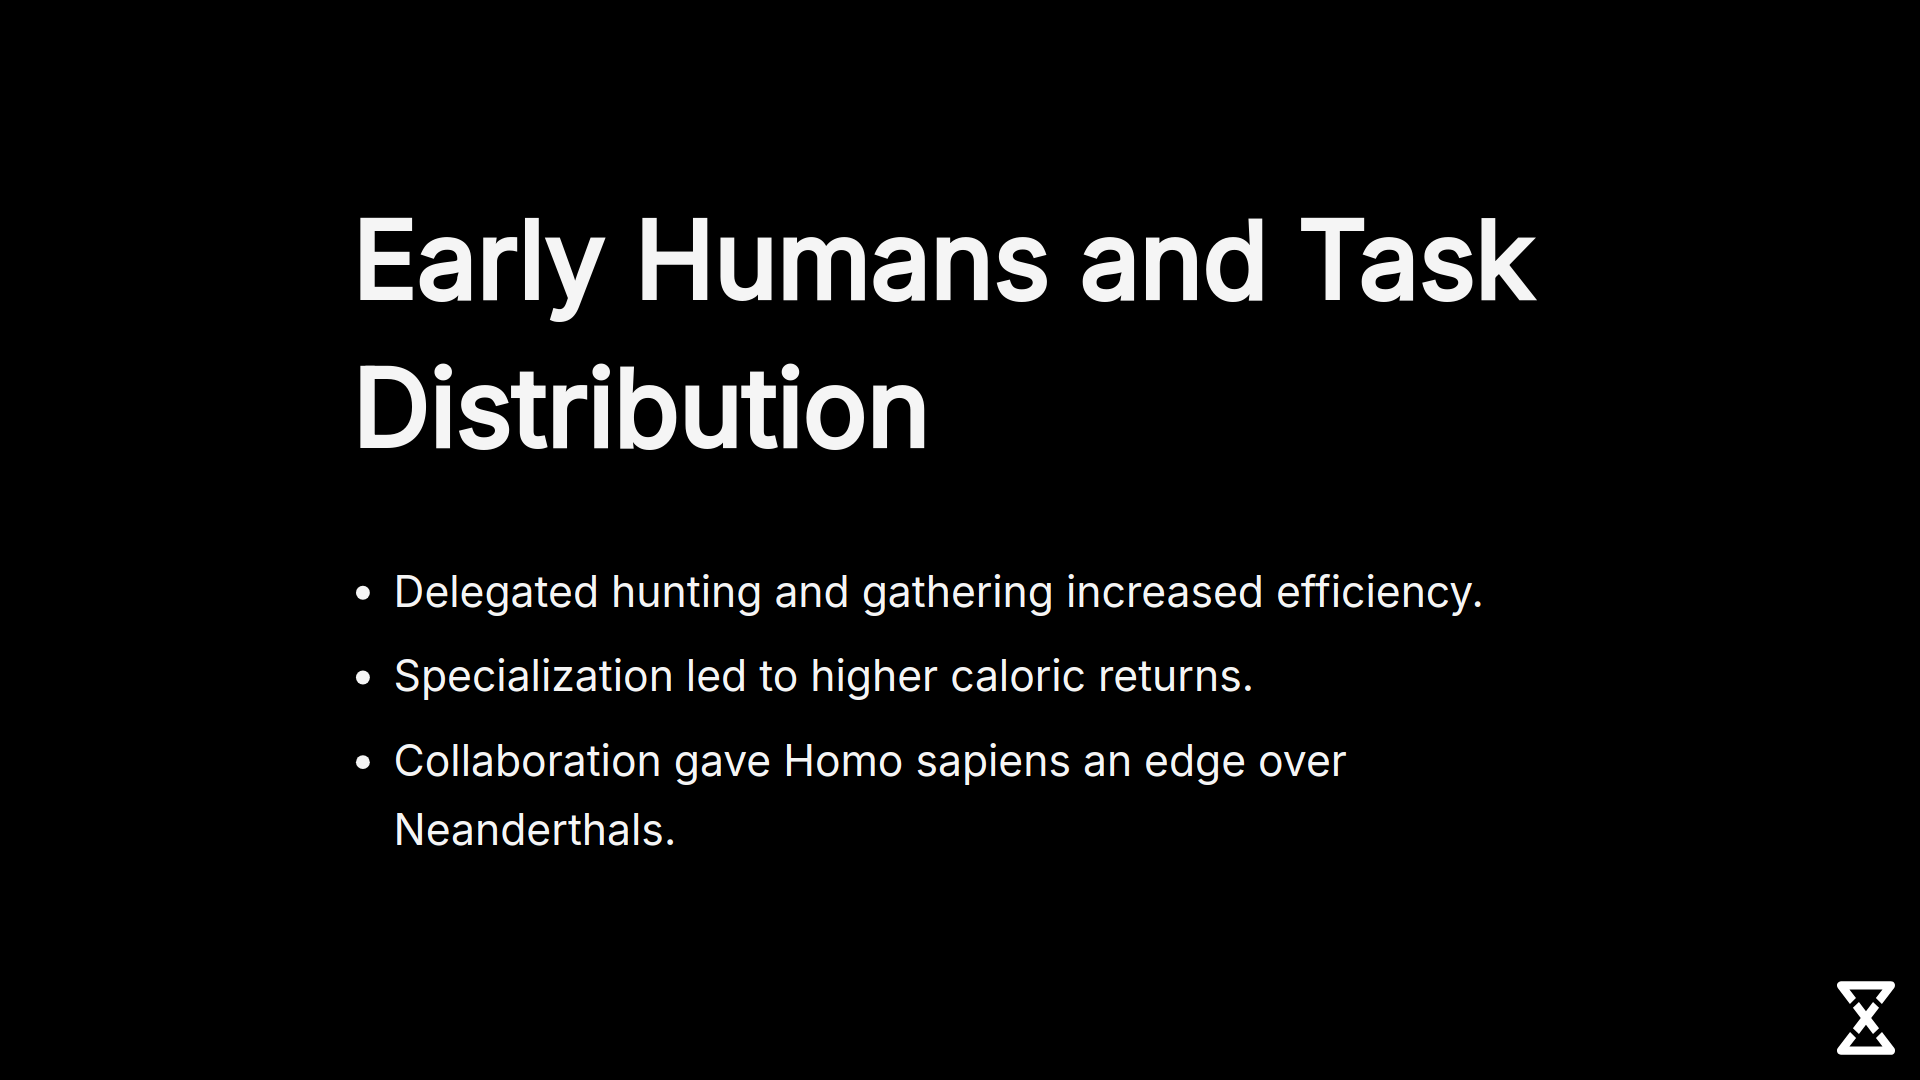 Early Humans and Task
Distribution
• Delegated hunting and gathering increased efficiency.
• Specialization led to higher caloric returns.
• Collaboration gave Homo sapiens an edge over
Neanderthals.